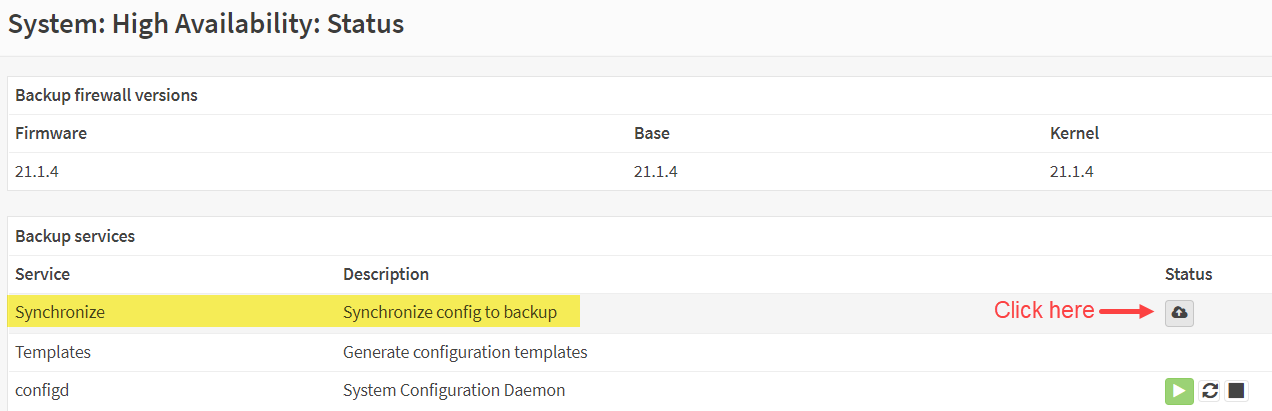 System: High Availability: Status
Backup firewall versions
Firmware Base Kernel
21.1.4 21.1.4 21.1.4
Backup services
Service Description Status
Synchronize Synchronize config to backup Click here
Templates Generate configuration templates
configd System Configuration Daemon